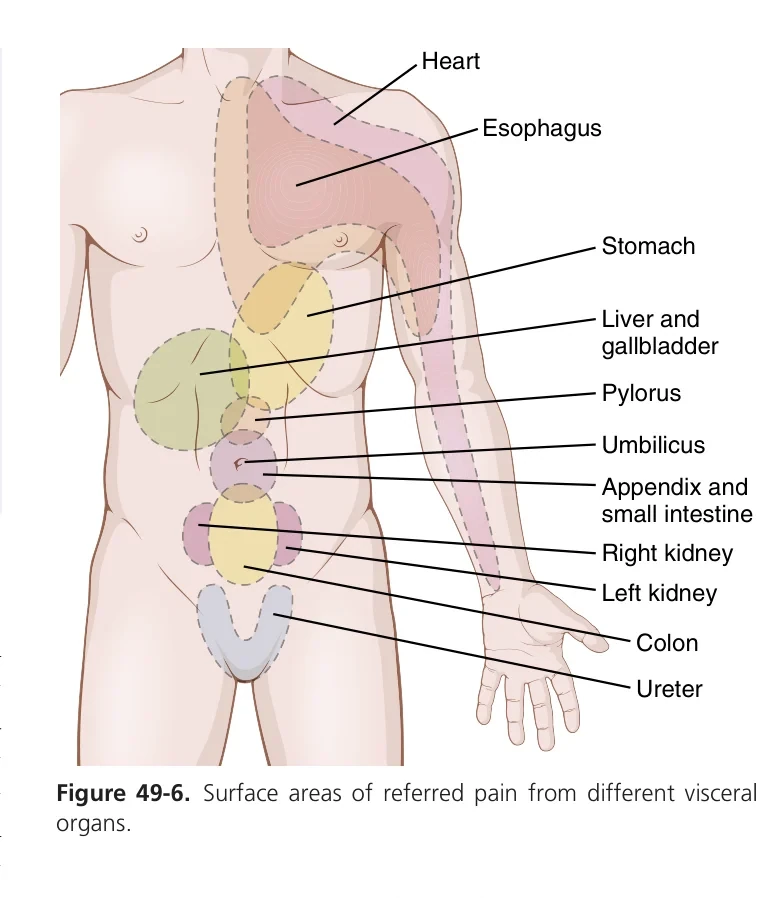 Heart
Esophagus
Stomach
Liver and
gallbladder
Pylorus
Umbilicus
Appendix and
small intestine
Right kidney
Left kidney
Colon
Ureter
Figure 49-6. Surface areas of referred pain from different visceral
organs.